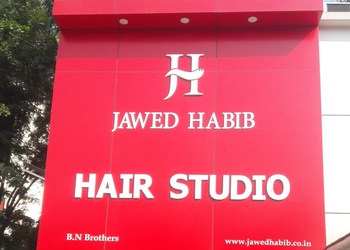 JH
JAWED HABIB
HAIR STUDIO
B.N Brothers
www.jawedhabib.co.in